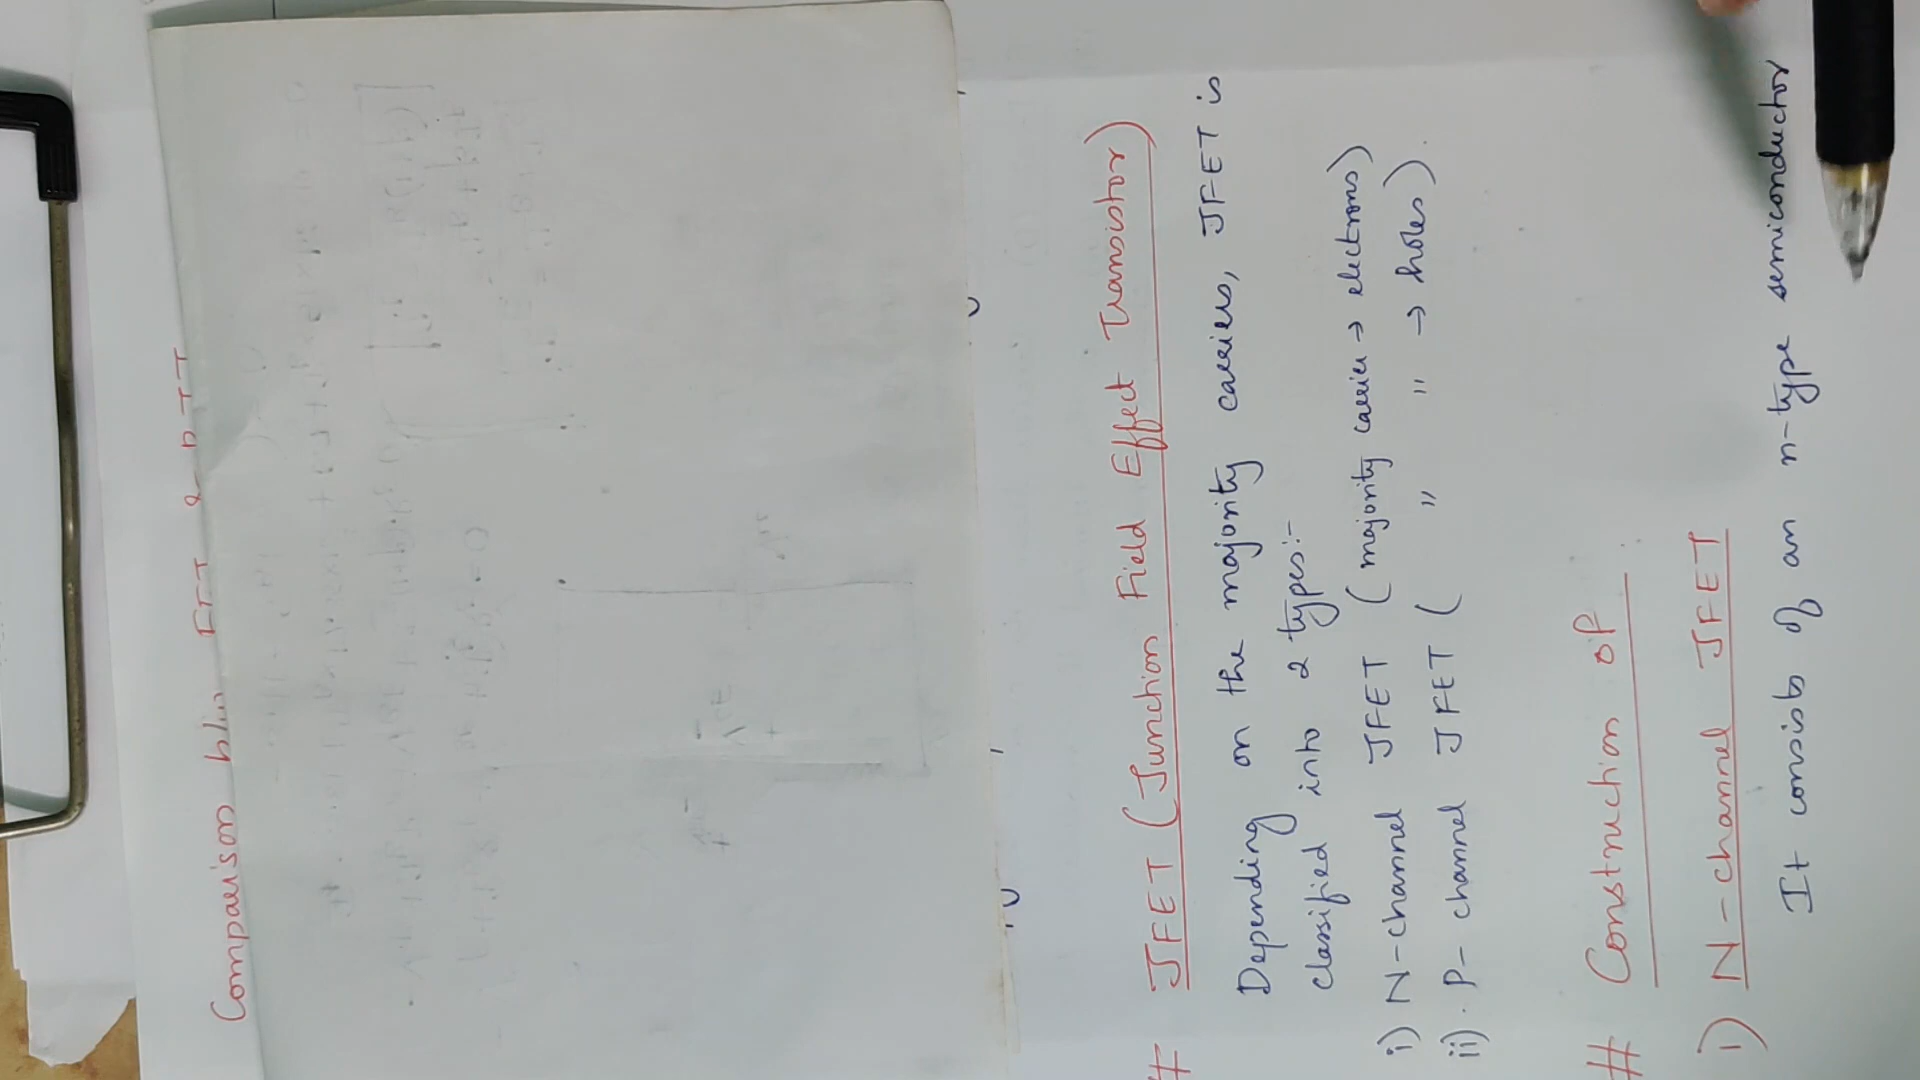 Comparison b/w FET & BJT
# JFET (Junction Field Effect Transistor)
Depending on the majority carriers, JFET is
classified into 2 types:-
i) N-channel JFET (majority carrier → electrons)
ii). P- channel JFET ( " " → holes).
# Construction of
i) N-channel JFET
It consists of an n-type semiconductor